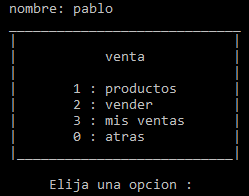 nombre: pablo
venta
1 : productos
2 : vender
3 : mis ventas
0 : atras
Elija una opcion :